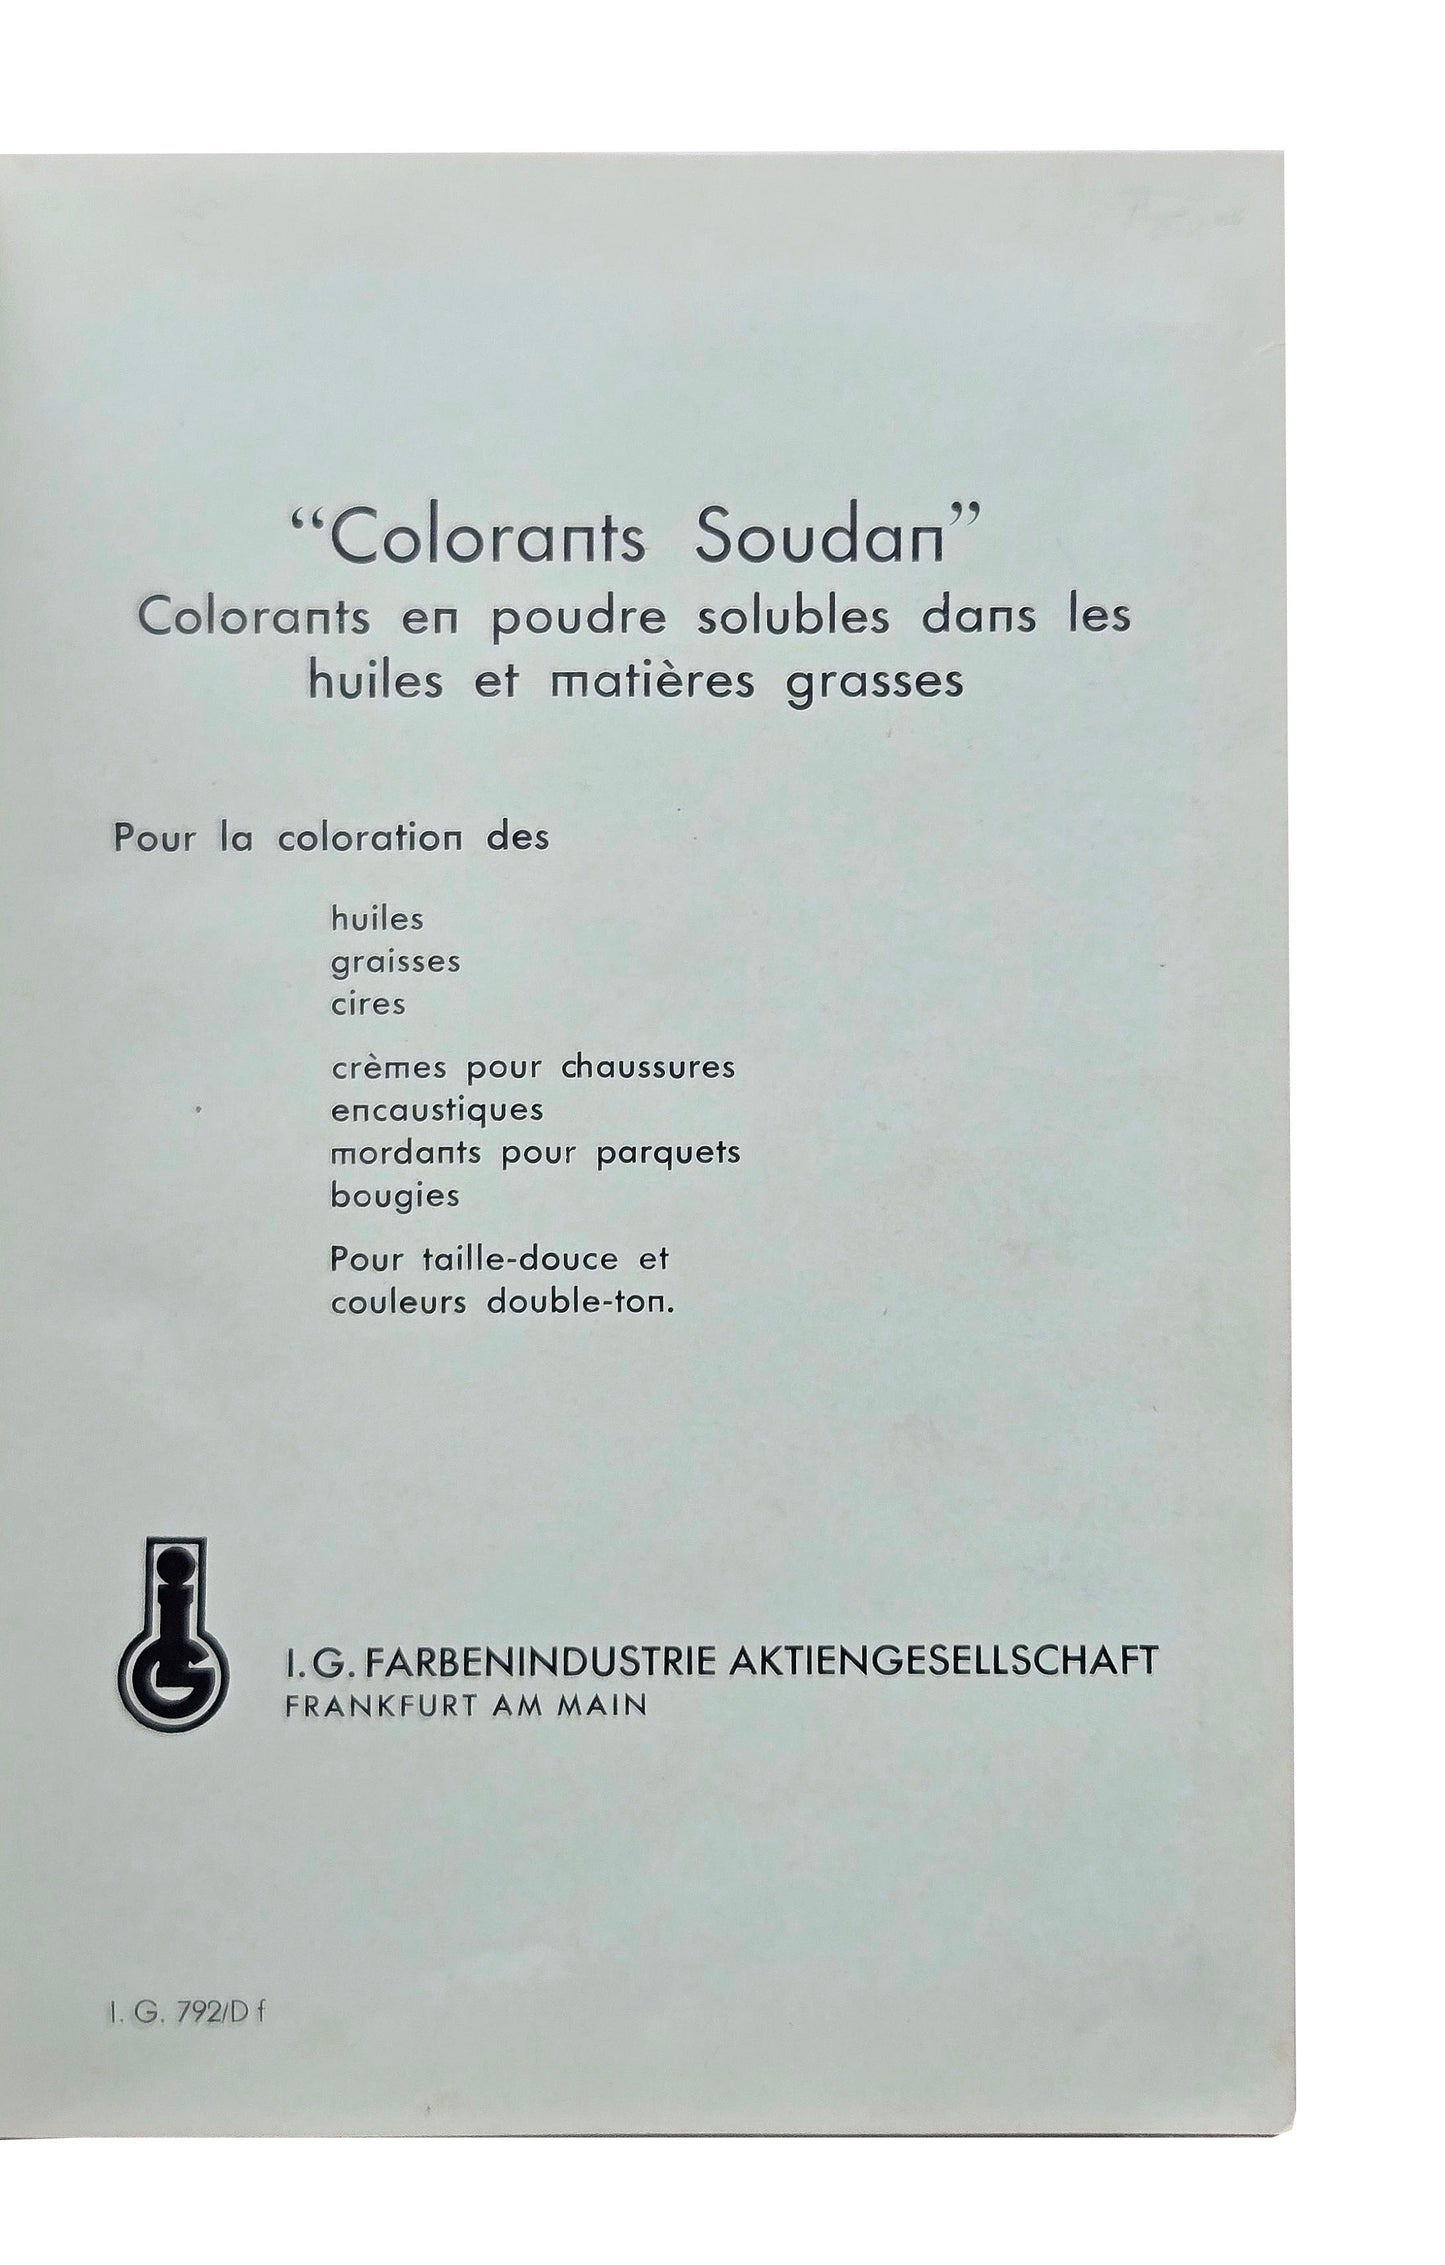 “Colorants Soudan”
Colorants en poudre solubles dans les
huiles et matières grasses
Pour la coloration des
huiles
graisses
cires
crèmes pour chaussures
encaustiques
mordants pour parquets
bougies
Pour taille-douce et
couleurs double-ton.
iG
I. G. FARBENINDUSTRIE AKTIENGESELLSCHAFT
FRANKFURT AM MAIN
I. G. 792/D f